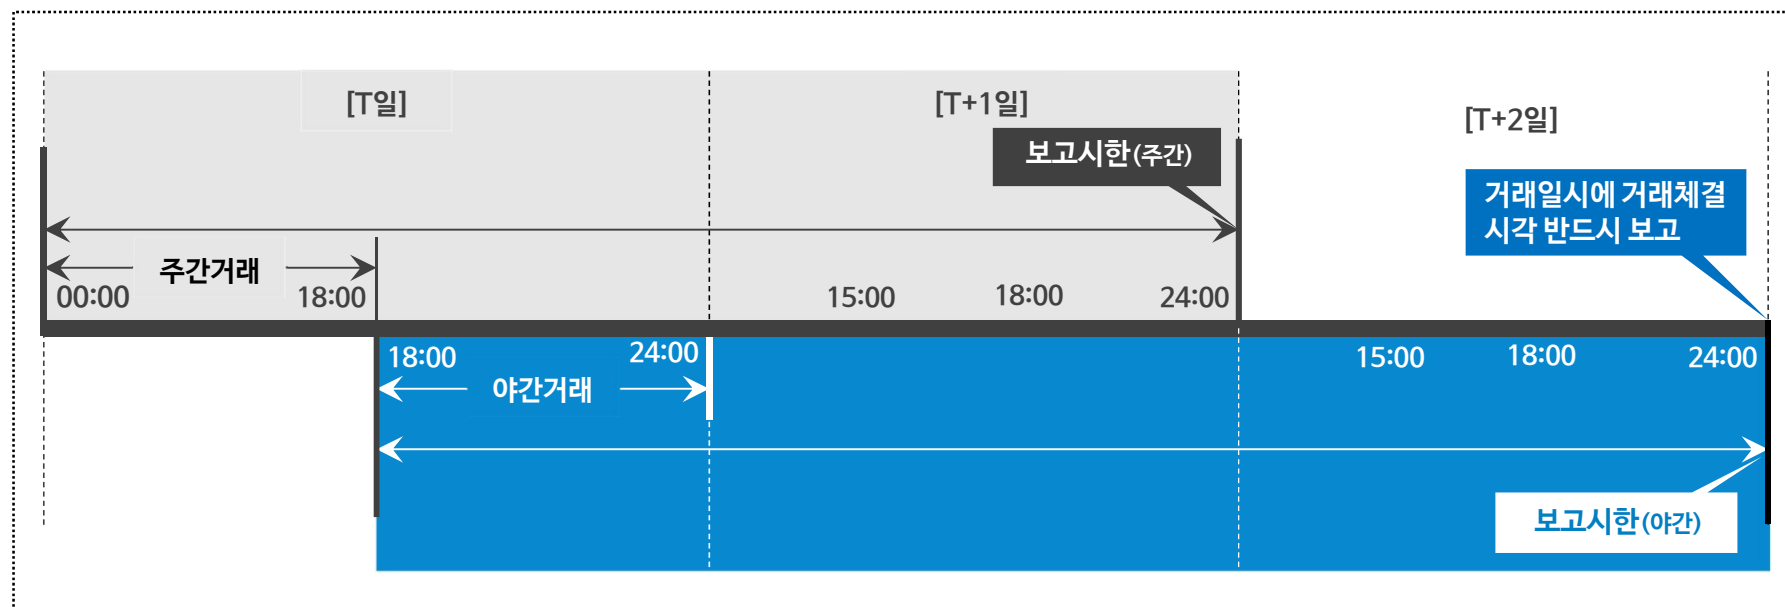 [T일]
[T+1일]
[T+2일]
보고시한(주간)
거래일시에 거래체결
시각 반드시 보고
주간거래
00:00
18:00
15:00
18:00
24:00
18:00
24:00
15:00
18:00
24:00
야간거래
보고시한(야간)